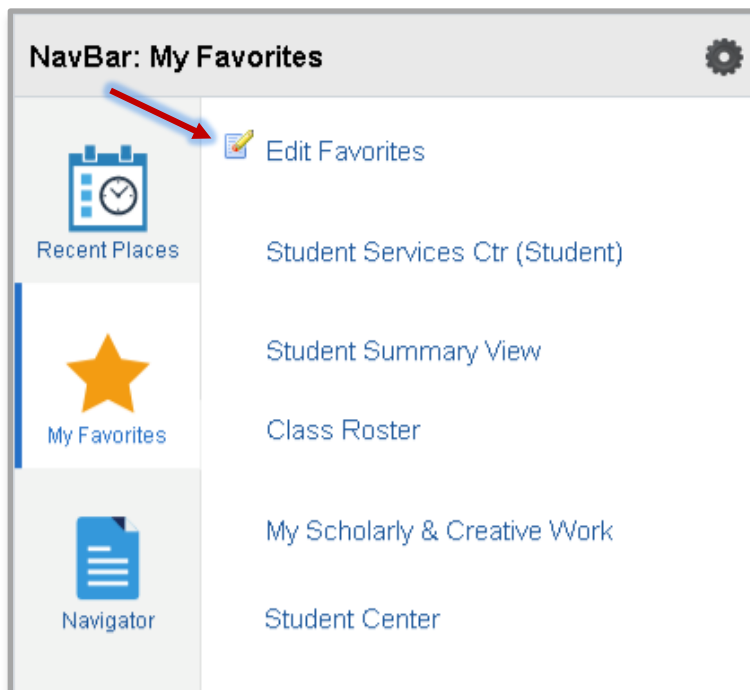 NavBar: My Favorites
Recent Places
My Favorites
Navigator
Edit Favorites
Student Services Ctr (Student)
Student Summary View
Class Roster
My Scholarly & Creative Work
Student Center